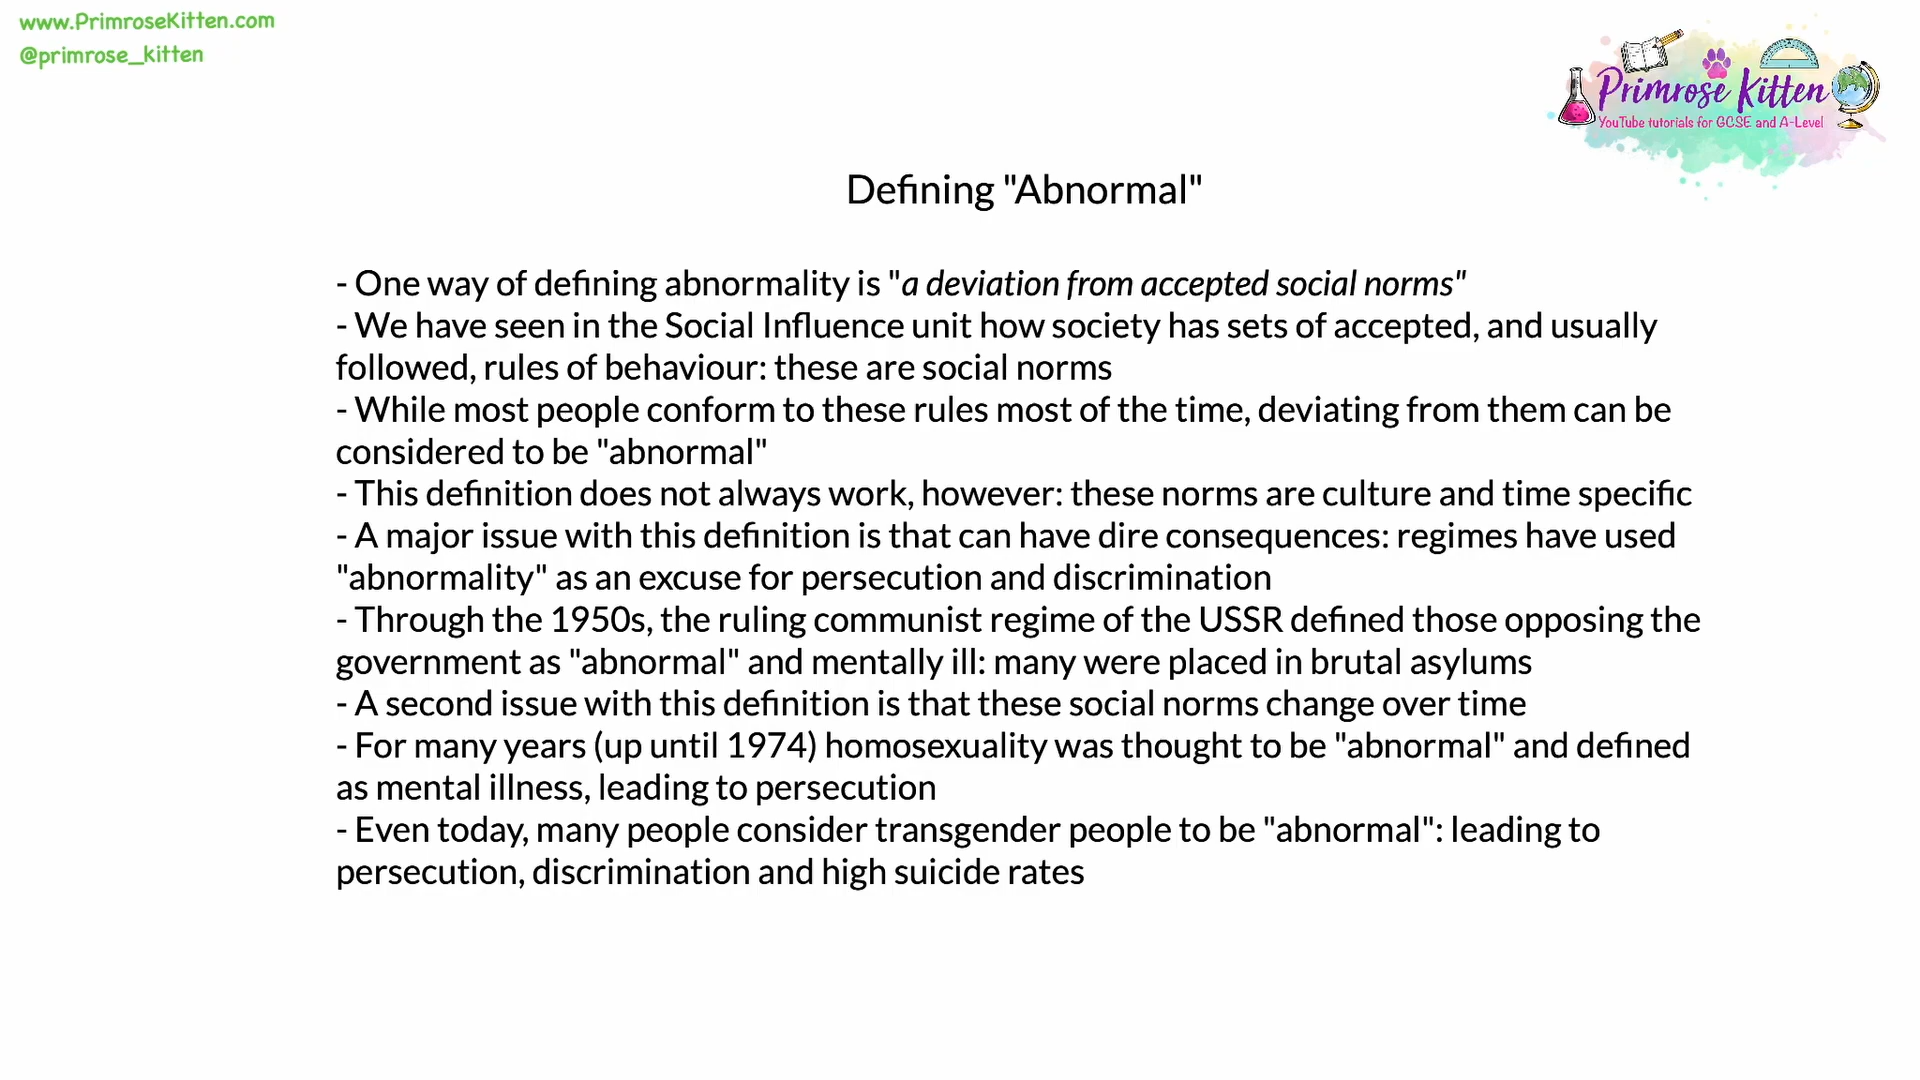 www.PrimroseKitten.com
@primrose_kitten
Primrose Kitten
YouTube tutorials for GCSE and A-Level
Defining "Abnormal"
- One way of defining abnormality is "a deviation from accepted social norms"
- We have seen in the Social Influence unit how society has sets of accepted, and usually
followed, rules of behaviour: these are social norms
- While most people conform to these rules most of the time, deviating from them can be
considered to be "abnormal"
- This definition does not always work, however: these norms are culture and time specific
- A major issue with this definition is that can have dire consequences: regimes have used
"abnormality" as an excuse for persecution and discrimination
- Through the 1950s, the ruling communist regime of the USSR defined those opposing the
government as "abnormal" and mentally ill: many were placed in brutal asylums
- A second issue with this definition is that these social norms change over time
- For many years (up until 1974) homosexuality was thought to be "abnormal" and defined
as mental illness, leading to persecution
- Even today, many people consider transgender people to be "abnormal": leading to
persecution, discrimination and high suicide rates